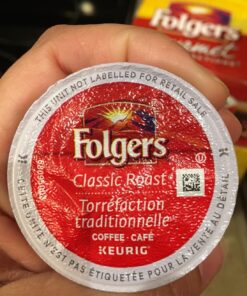 Folgers
THIS UNIT NOT LABELLED FOR RETAIL SALE
Folgers
Classic Roast
Torréfaction
traditionnelle
COFFEE • CAFÉ
KEURIG
CETTE UNITÉ N'EST PAS ÉTIQUETÉE POUR LA VENTE AU DÉTAIL